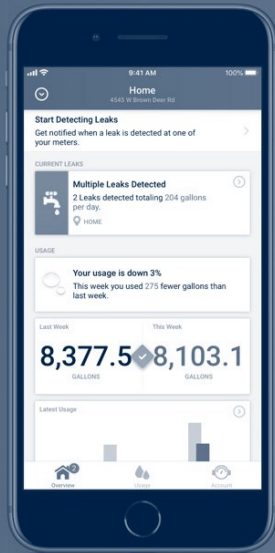 9:41 AM
100%
Home
4545 W Brown Deer Rd
Start Detecting Leaks
Get notified when a leak is detected at one of
your meters.
CURRENT LEAKS
Multiple Leaks Detected
2 Leaks detected totaling 204 gallons
per day.
HOME
USAGE
Your usage is down 3%
This week you used 275 fewer gallons than
last week.
Last Week
This Week
8,377.5
8,103.1
GALLONS
GALLONS
Latest Usage
2
Overview
Usage
Account